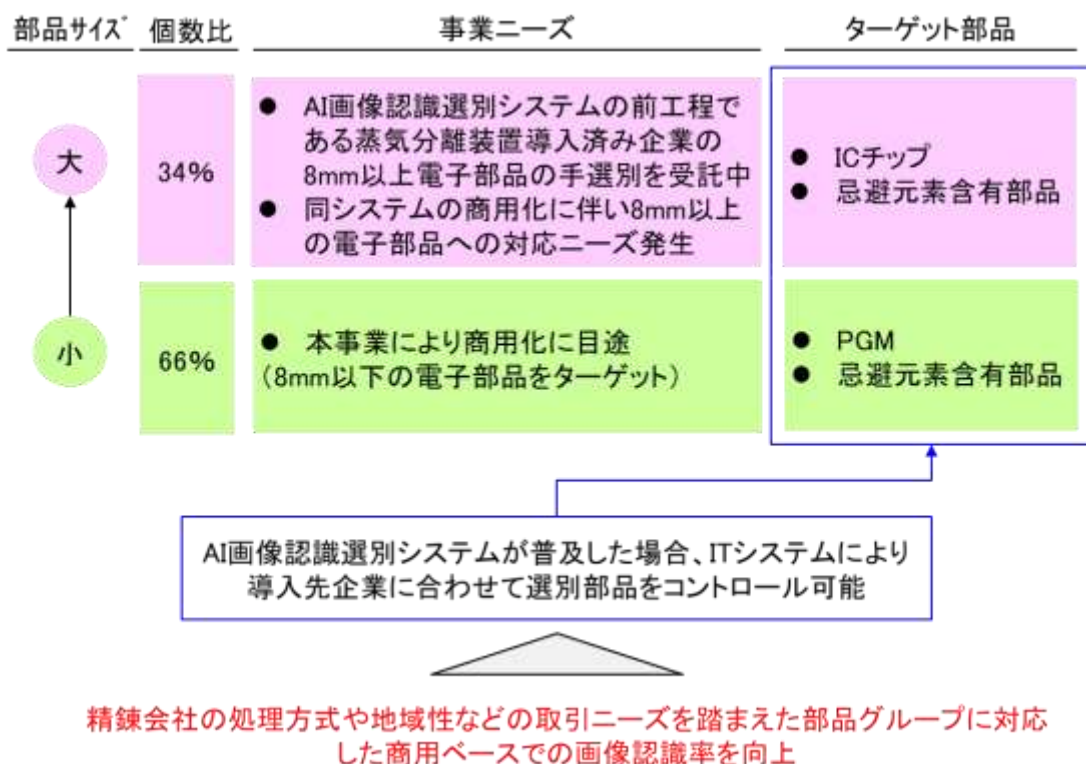 部品サイズ 個数比 事業ニーズ ターゲット部品
大
34%
● AI画像認識選別システムの前工程で
ある蒸気分離装置導入済み企業の
8mm以上電子部品の手選別を受託中
● 同システムの商用化に伴い8mm以上
の電子部品への対応ニーズ発生
● ICチップ
● 忌避元素含有部品
小
66%
● 本事業により商用化に目途
（8mm以下の電子部品をターゲット）
● PGM
● 忌避元素含有部品
AI画像認識選別システムが普及した場合、ITシステムにより
導入先企業に合わせて選別部品をコントロール可能
精錬会社の処理方式や地域性などの取引ニーズを踏まえた部品グループに対応
した商用ベースでの画像認識率を向上